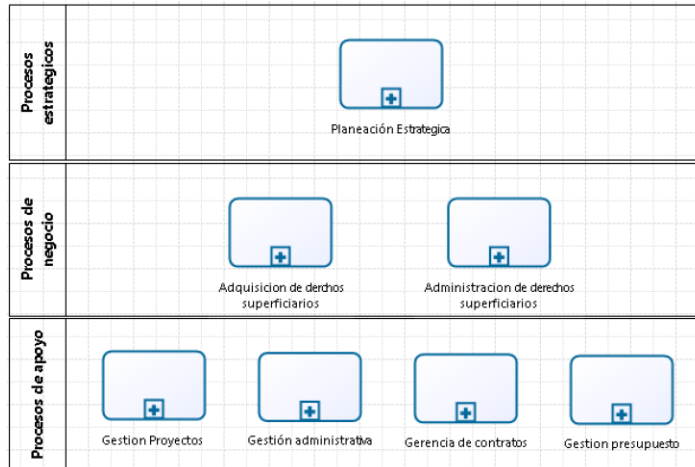 Procesos
estrategicos
Planeación Estrategica
Procesos de
negocio
Adquisicion de derchos
superficiarios
Administracion de derechos
superficiarios
Procesos de apoyo
Gestion Proyectos
Gestión administrativa
Gerencia de contratos
Gestion presupuesto